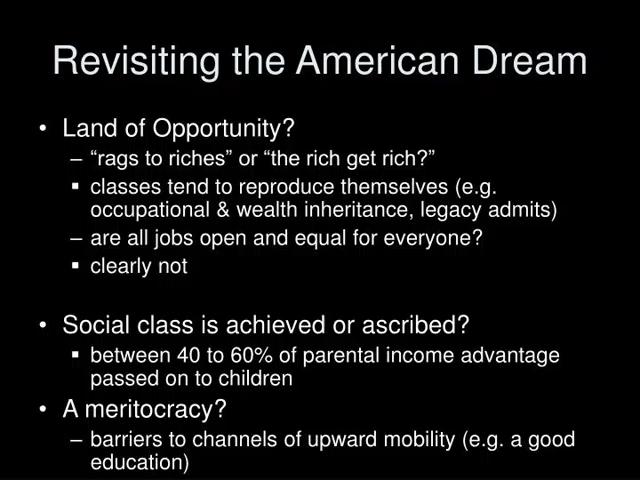 Revisiting the American Dream
• Land of Opportunity?
– “rags to riches” or “the rich get rich?”
▪ classes tend to reproduce themselves (e.g.
occupational & wealth inheritance, legacy admits)
– are all jobs open and equal for everyone?
▪ clearly not
• Social class is achieved or ascribed?
▪ between 40 to 60% of parental income advantage
passed on to children
• A meritocracy?
– barriers to channels of upward mobility (e.g. a good
education)